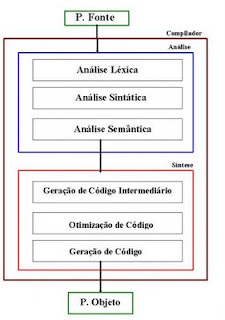 P. Fonte
Compilador
Análise
Análise Léxica
Análise Sintática
Análise Semântica
Síntese
Geração de Código Intermediário
Otimização de Código
Geração de Código
P. Objeto